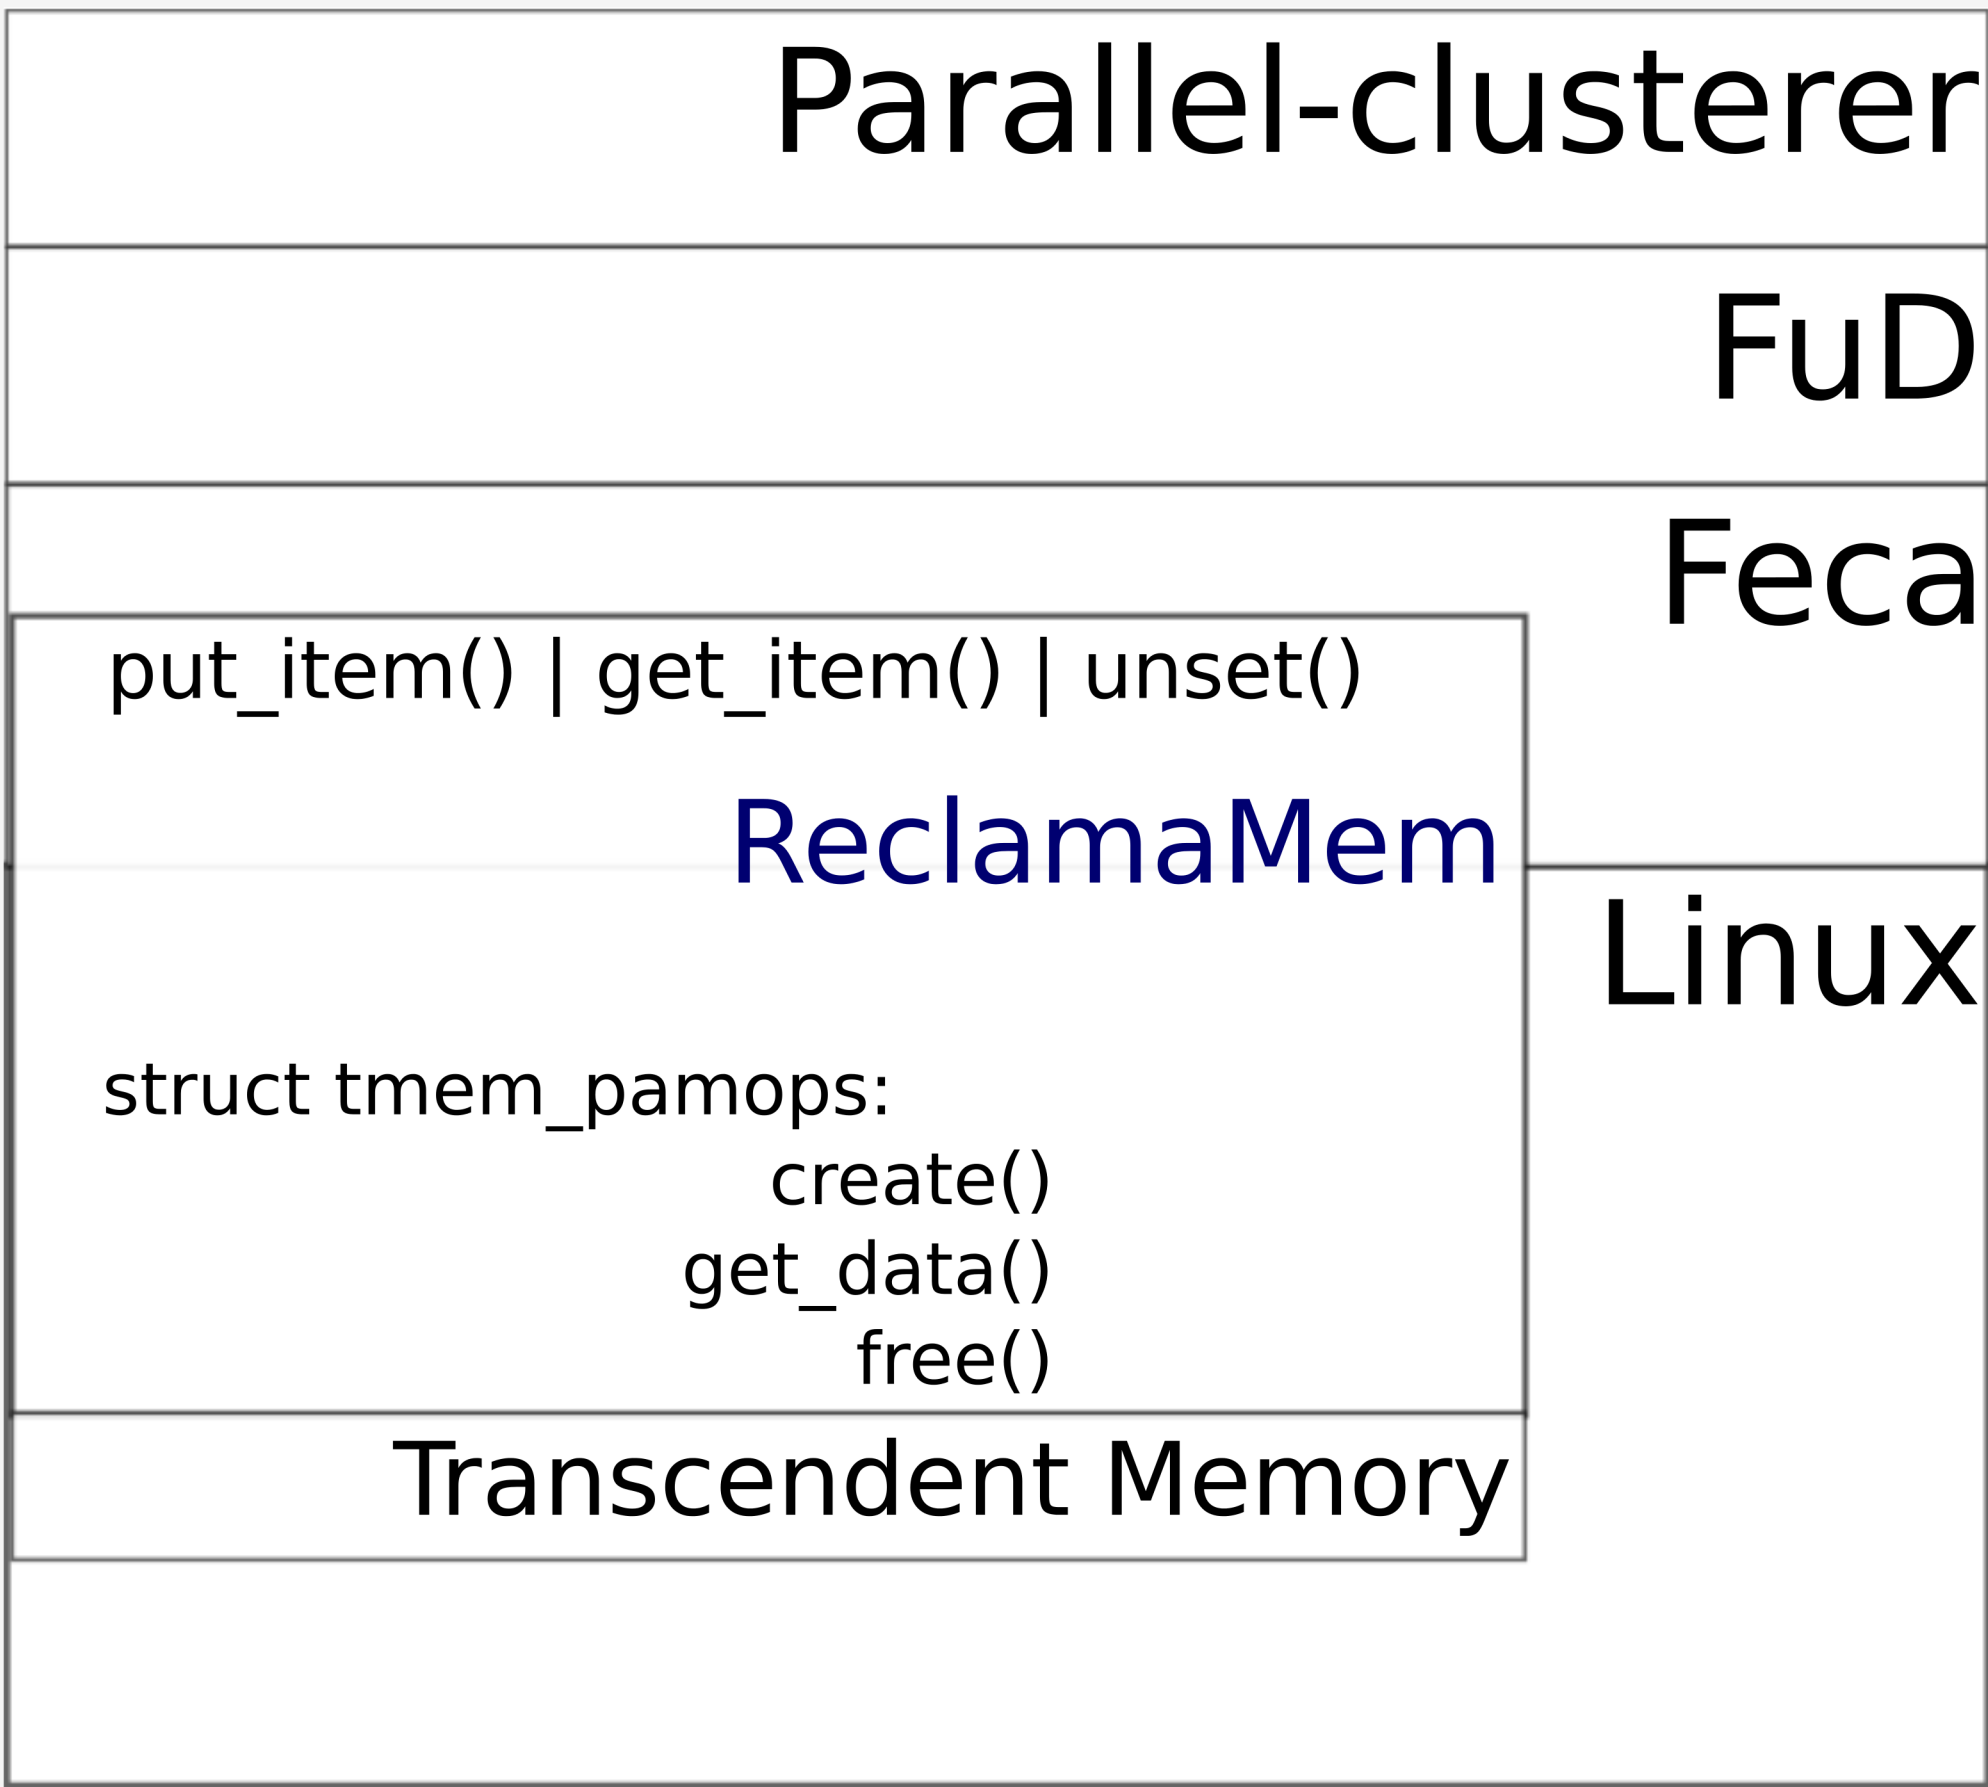 Parallel-clusterer
FuD
Feca
put_item() | get_item() | unset()
ReclamaMem
Linux
struct tmem_pamops:
create()
get_data()
free()
Transcendent Memory